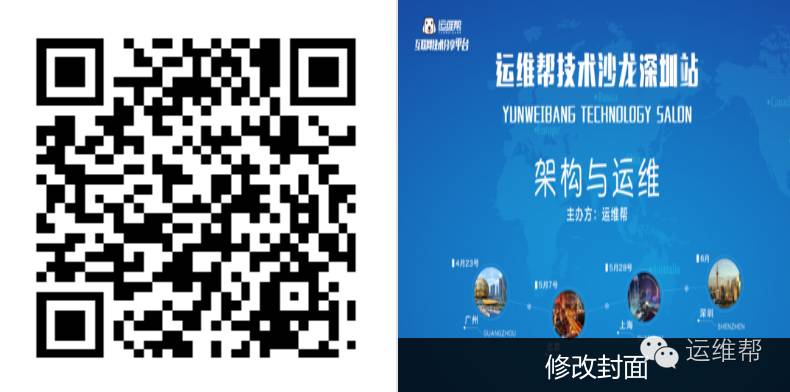 运维帮
互联网技术分享平台
运维帮技术沙龙深圳站
YUNWEIBANG TECHNOLOGY SALON
架构与运维
主办方：运维帮
4月23号
广州
GUANGZHOU
5月7号
5月28号
上海
6月
深圳
SHENZHEN
修改封面
运维帮